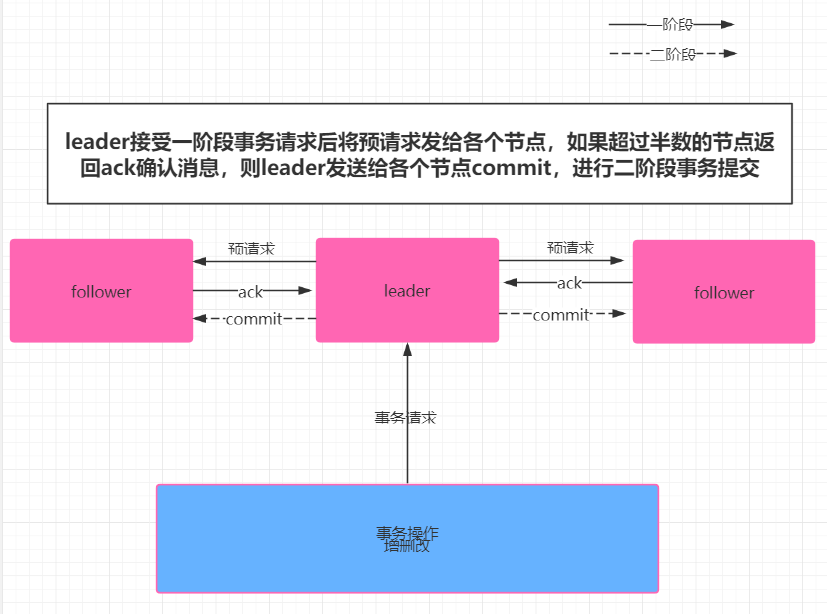 一阶段
二阶段
leader接受一阶段事务请求后将预请求发给各个节点，如果超过半数的节点返
回ack确认消息，则leader发送给各个节点commit，进行二阶段事务提交
预请求
预请求
follower
ack
leader
ack
follower
commit
commit
事务请求
事务操作
增删改